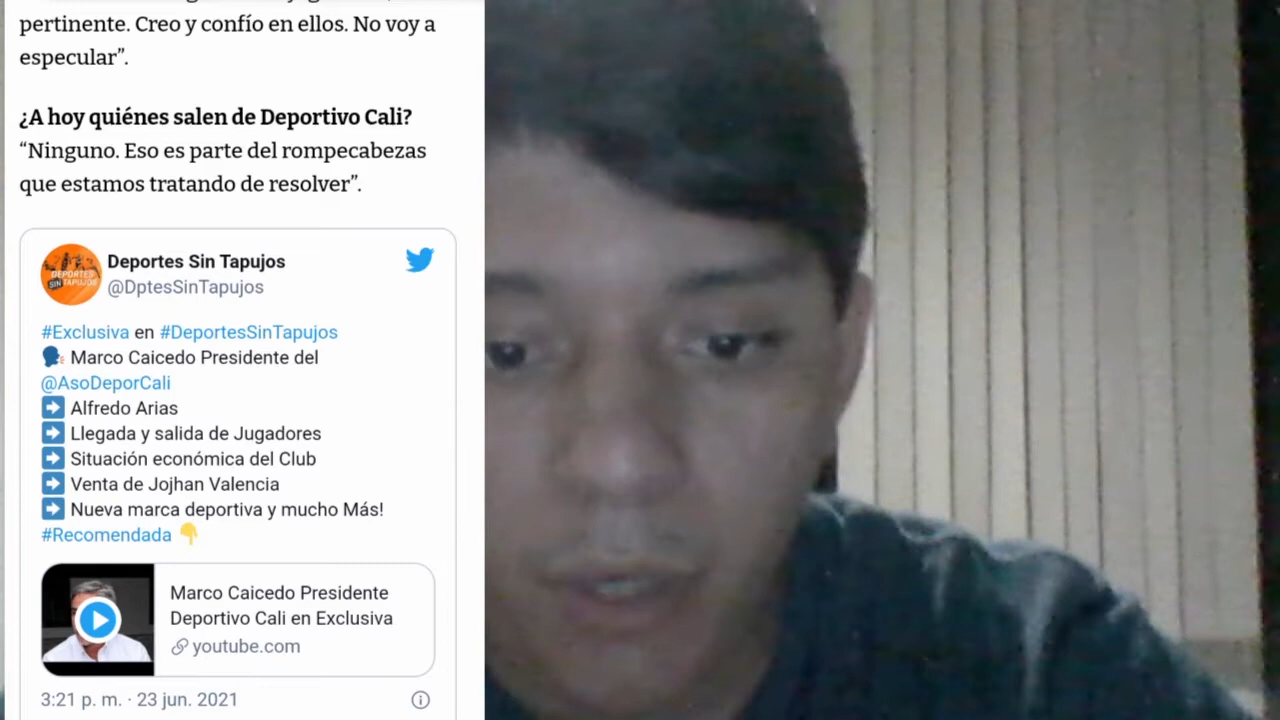 pertinente. Creo y confío en ellos. No voy a
especular”.
¿A hoy quiénes salen de Deportivo Cali?
“Ninguno. Eso es parte del rompecabezas
que estamos tratando de resolver”.
DEPORTES
SIN TAPUJOS
Deportes Sin Tapujos
@DptesSinTapujos
#Exclusiva en #DeportesSinTapujos
🗣 Marco Caicedo Presidente del
@AsoDeporCali
➡ Alfredo Arias
➡ Llegada y salida de Jugadores
➡ Situación económica del Club
➡ Venta de Jojhan Valencia
➡ Nueva marca deportiva y mucho Más!
#Recomendada 👇
Marco Caicedo Presidente
Deportivo Cali en Exclusiva
youtube.com
3:21 p. m. · 23 jun. 2021